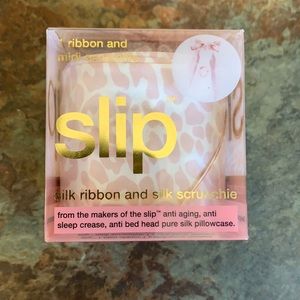 ribbon and
slip™
silk ribbon and silk scrunchie
from the makers of the slip™ anti aging, anti
sleep crease, anti bed head pure silk pillowcase.